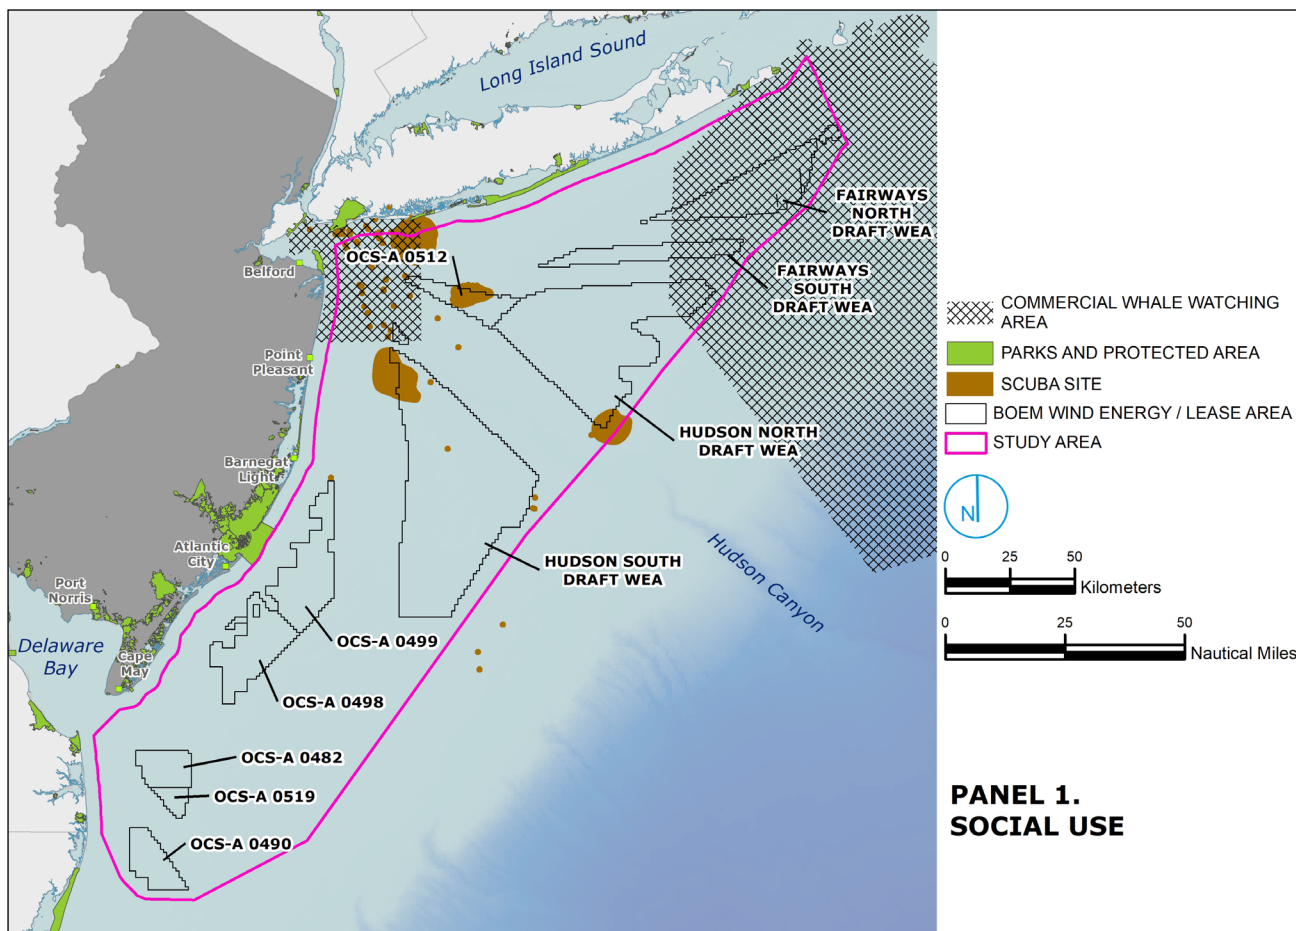 Long Island Sound
FAIRWAYS
NORTH
DRAFT WEA
OCS-A 0512
Belford
FAIRWAYS
SOUTH
DRAFT WEA
Point
Pleasant
HUDSON NORTH
DRAFT WEA
Barnegat
Light
Atlantic
City
HUDSON SOUTH
DRAFT WEA
Hudson Canyon
Port
Norris
OCS-A 0499
Delaware
Bay
Cape
May
OCS-A 0498
OCS-A 0482
OCS-A 0519
OCS-A 0490
COMMERCIAL WHALE WATCHING
AREA
PARKS AND PROTECTED AREA
SCUBA SITE
BOEM WIND ENERGY / LEASE AREA
STUDY AREA
N
0 25 50
Kilometers
0 25 50
Nautical Miles
PANEL 1.
SOCIAL USE